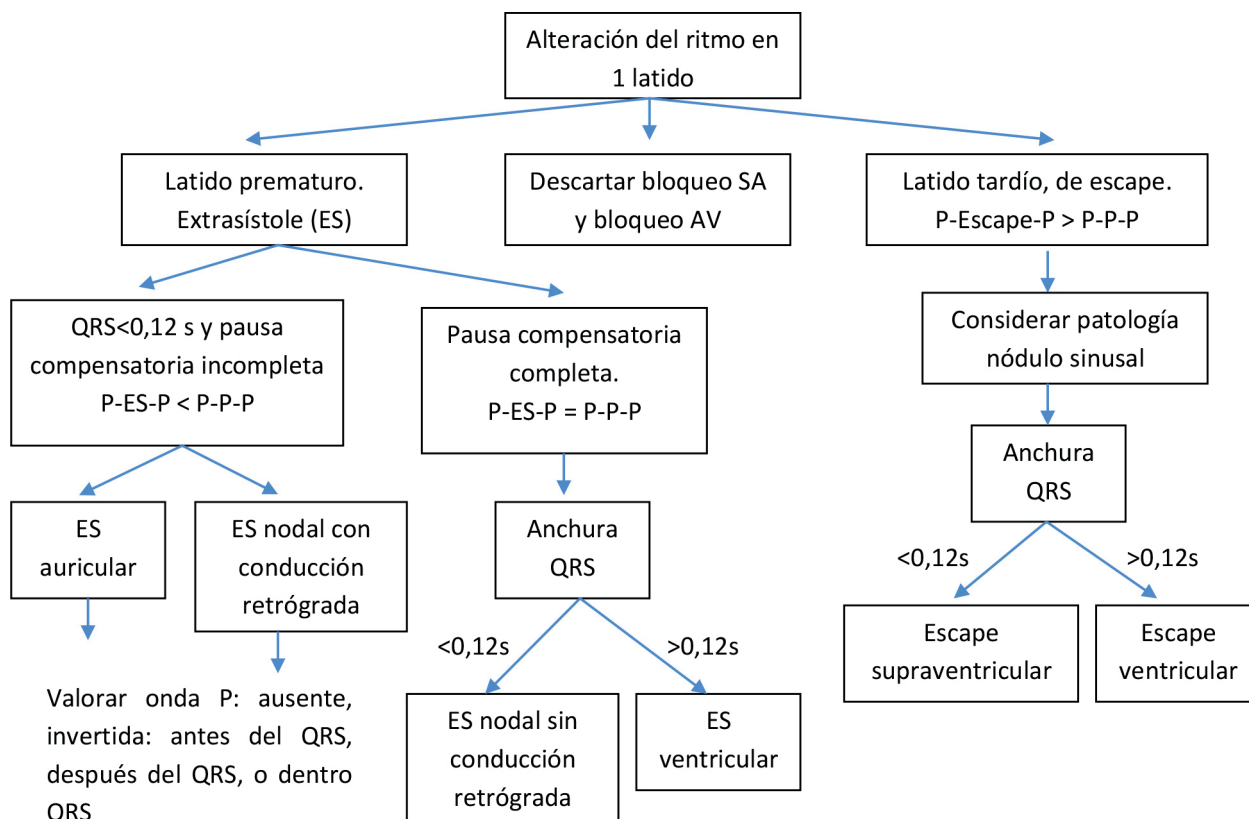 Alteración del ritmo en
1 latido
Latido prematuro.
Extrasístole (ES)
Descartar bloqueo SA
y bloqueo AV
Latido tardío, de escape.
P-Escape-P > P-P-P
QRS<0,12 s y pausa
compensatoria incompleta
P-ES-P < P-P-P
Pausa compensatoria
completa.
P-ES-P = P-P-P
Considerar patología
nódulo sinusal
Anchura
QRS
ES
auricular
ES nodal con
conducción
retrógrada
Anchura
QRS
<0,12s
>0,12s
Escape
supraventricular
Escape
ventricular
<0,12s
>0,12s
Valorar onda P: ausente,
invertida: antes del QRS,
después del QRS, o dentro
QRS
ES nodal sin
conducción
retrógrada
ES
ventricular